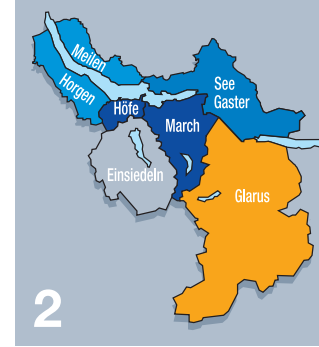 Meilen
Horgen
See
Gaster
Höfe
March
Einsiedeln
Glarus
2